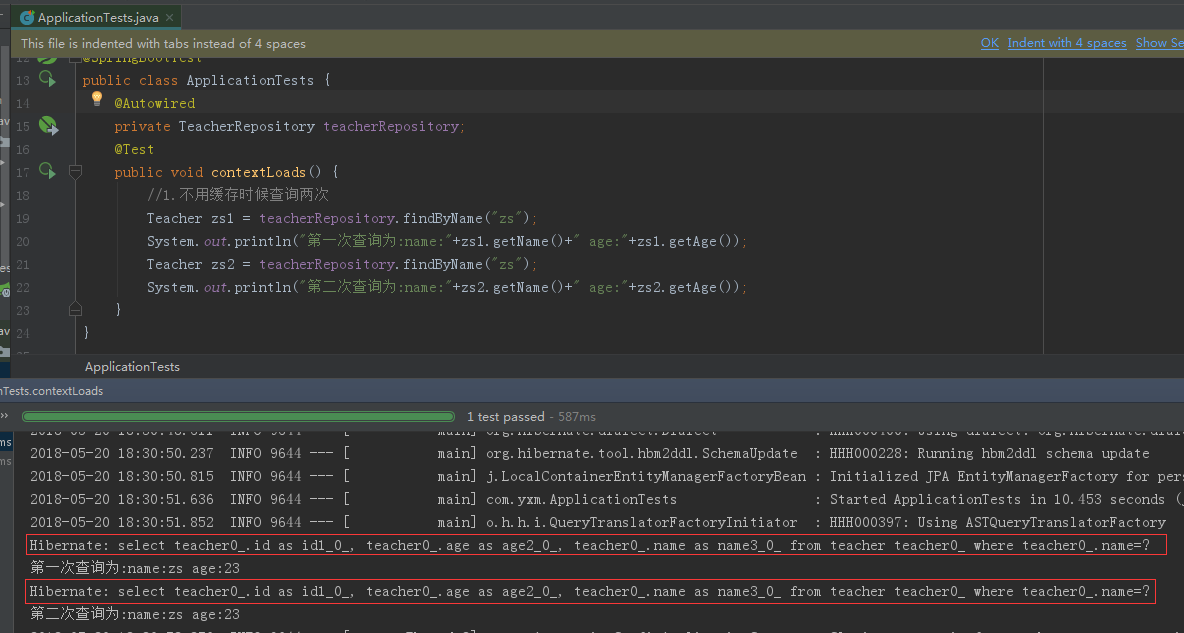 ApplicationTests.java ×
This file is indented with tabs instead of 4 spaces OK Indent with 4 spaces Show Se
12 @SpringBootTest
13 public class ApplicationTests {
14 @Autowired
15 private TeacherRepository teacherRepository;
16 @Test
17 public void contextLoads() {
18 //1.不用缓存时候查询两次
19 Teacher zs1 = teacherRepository.findByName("zs");
20 System.out.println("第一次查询为:name:"+zs1.getName()+" age:"+zs1.getAge());
21 Teacher zs2 = teacherRepository.findByName("zs");
22 System.out.println("第二次查询为:name:"+zs2.getName()+" age:"+zs2.getAge());
23 }
24 }
ApplicationTests
nTests.contextLoads
›› 1 test passed - 587ms
main] org.hibernate.dialect.Dialect : HHH000400: Using dialect: org.hibernate.dial
2018-05-20 18:30:50.237 INFO 9644 --- [ main] org.hibernate.tool.hbm2ddl.SchemaUpdate : HHH000228: Running hbm2ddl schema update
2018-05-20 18:30:50.815 INFO 9644 --- [ main] j.LocalContainerEntityManagerFactoryBean : Initialized JPA EntityManagerFactory for pers
2018-05-20 18:30:51.636 INFO 9644 --- [ main] com.yxm.ApplicationTests : Started ApplicationTests in 10.453 seconds (
2018-05-20 18:30:51.852 INFO 9644 --- [ main] o.h.h.i.QueryTranslatorFactoryInitiator : HHH000397: Using ASTQueryTranslatorFactory
Hibernate: select teacher0_.id as id1_0_, teacher0_.age as age2_0_, teacher0_.name as name3_0_ from teacher teacher0_ where teacher0_.name=?
第一次查询为:name:zs age:23
Hibernate: select teacher0_.id as id1_0_, teacher0_.age as age2_0_, teacher0_.name as name3_0_ from teacher teacher0_ where teacher0_.name=?
第二次查询为:name:zs age:23